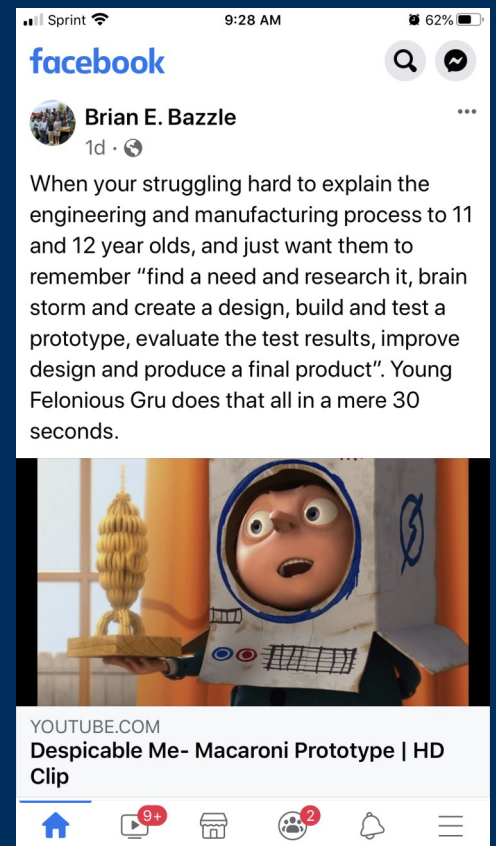 Sprint 9:28 AM 62%
facebook
Brian E. Bazzle
1d ·
When your struggling hard to explain the
engineering and manufacturing process to 11
and 12 year olds, and just want them to
remember “find a need and research it, brain
storm and create a design, build and test a
prototype, evaluate the test results, improve
design and produce a final product”. Young
Felonious Gru does that all in a mere 30
seconds.
YOUTUBE.COM
Despicable Me- Macaroni Prototype | HD
Clip
9+ 2